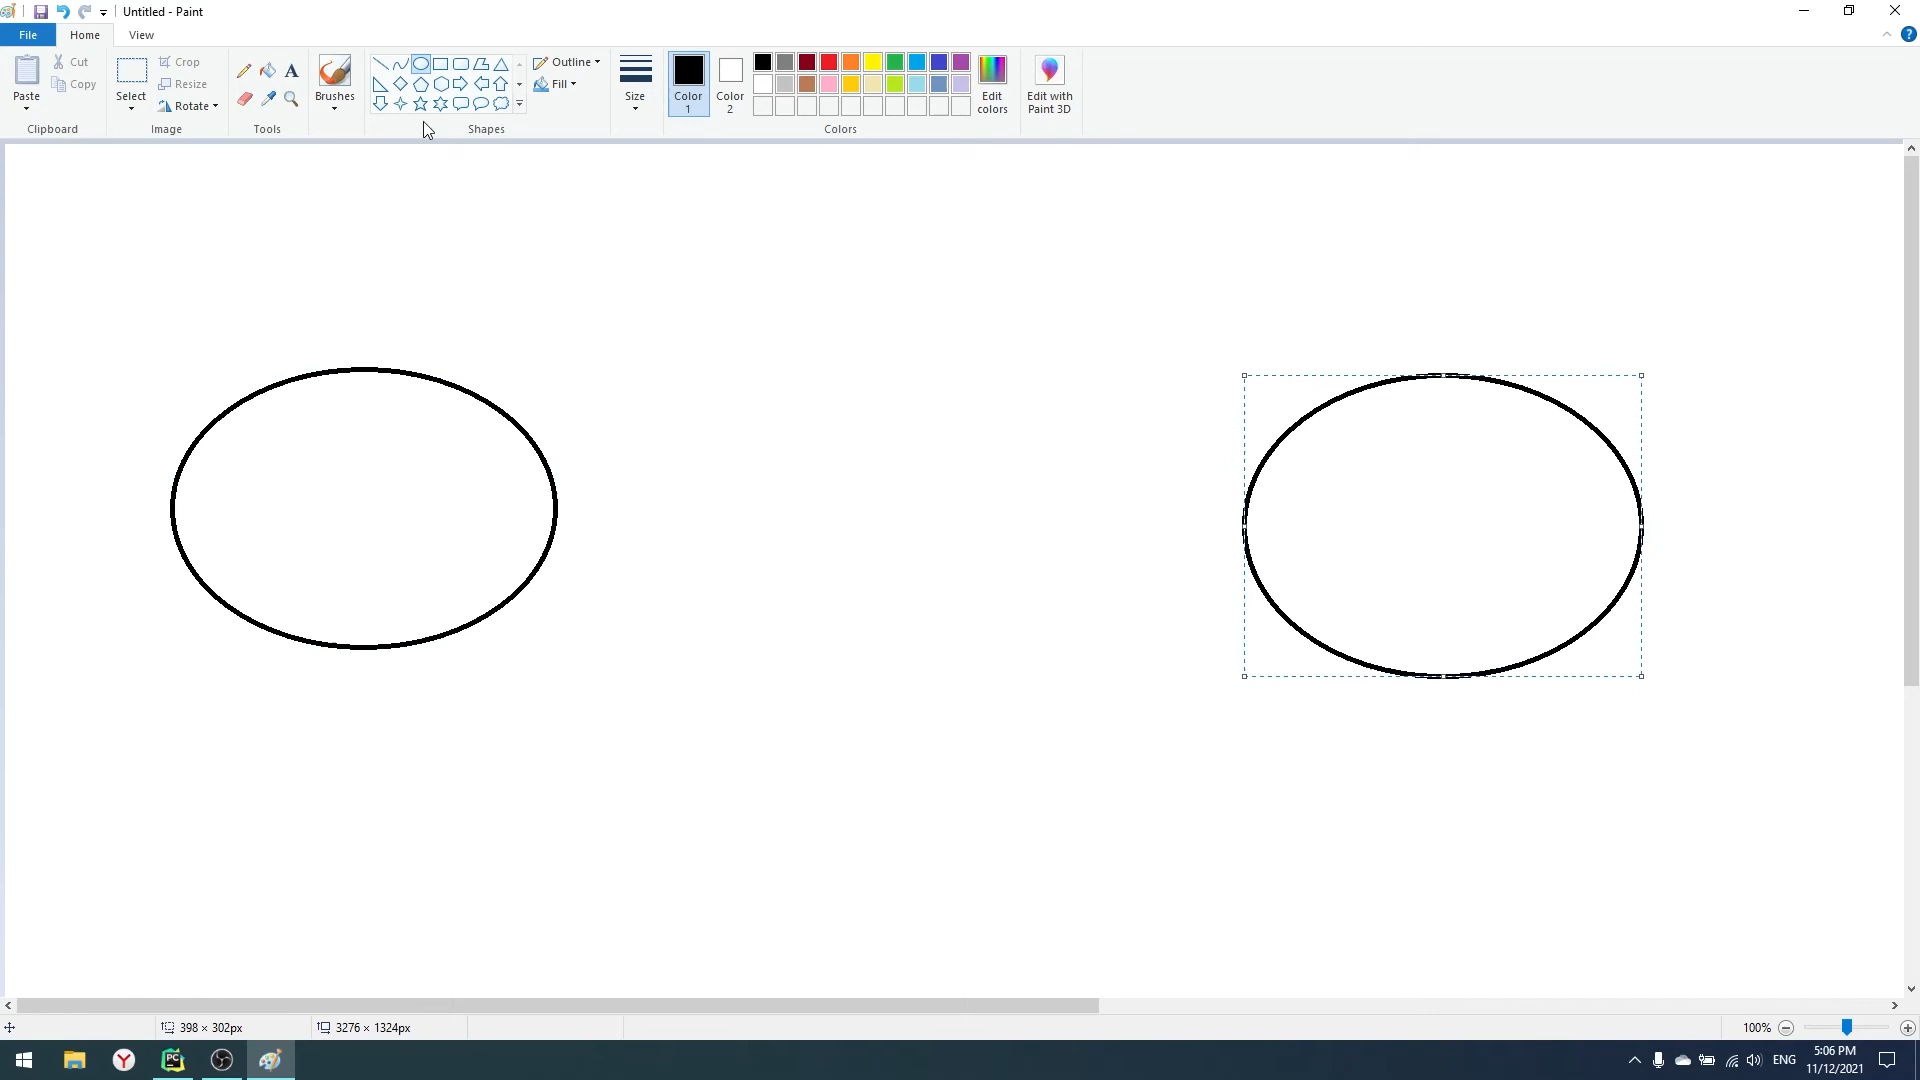 Untitled - Paint
File
Home
View
Paste
Cut
Copy
Clipboard
Select
Crop
Resize
Rotate
Image
A
Tools
Brushes
Shapes
Outline
Fill
Size
Color 1
Color 2
Colors
Edit colors
Edit with Paint 3D
398 × 302px
3276 × 1324px
100%
PC
ENG
5:06 PM
11/12/2021